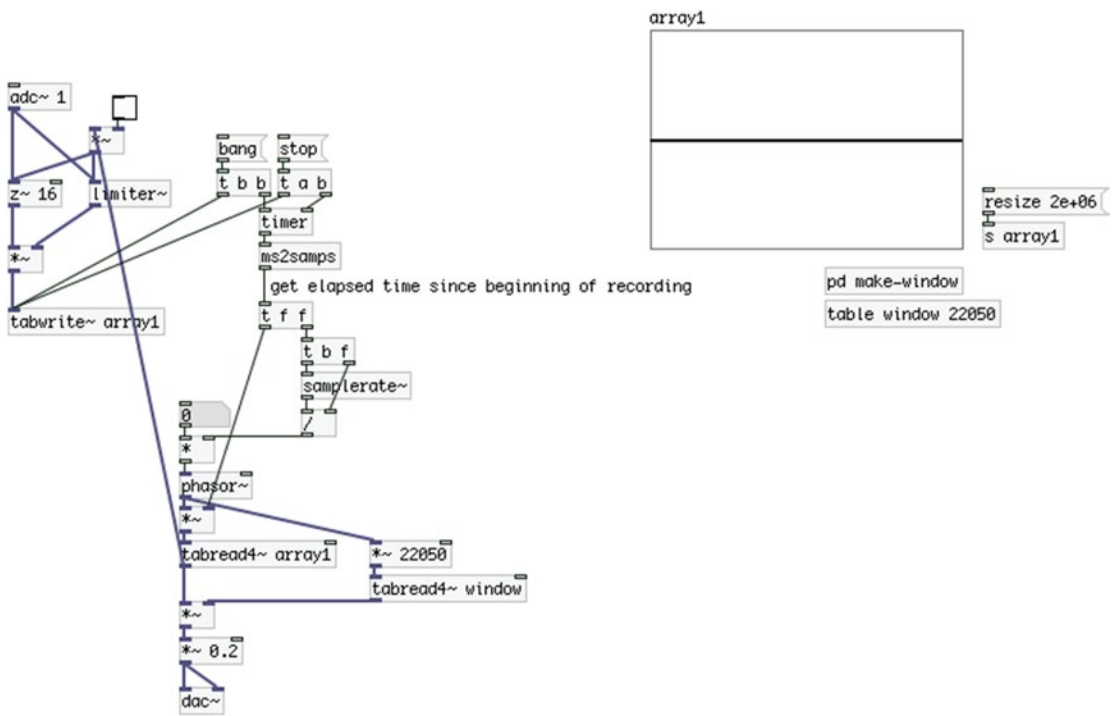 array1
adc~ 1
*~
bang
stop
z~ 16
limiter~
t b b
t a b
resize 2e+06
timer
s array1
*~
ms2samps
pd make-window
get elapsed time since beginning of recording
tabwrite~ array1
t f f
table window 22050
t b f
samplerate~
0
/
*
phasor~
*~
tabread4~ array1
*~ 22050
tabread4~ window
*~
*~ 0.2
dac~